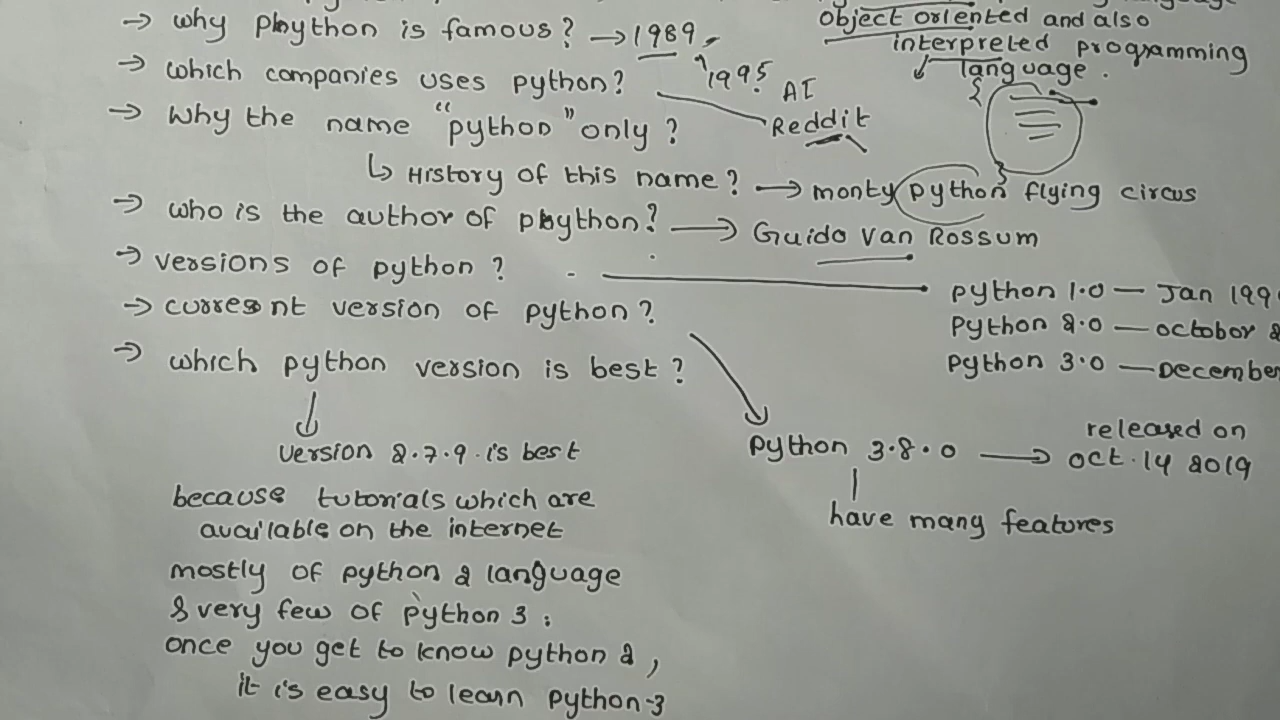 → why Phython is famous? → 1989
object oriented and also
interpreted programming
language.
→ which companies uses python?
1995
AI
Reddit
→ Why the name "python" only?
↳ History of this name? → monty python flying circus
→ who is the author of phython? → Guido Van Rossum
→ versions of python?
python 1.0 — Jan 199
Python 2.0 — octobor 2
Python 3.0 — December
→ current version of python?
→ which python version is best?
python 3.8.0 → released on
oct.14 2019
have many features
version 2.7.9. is best
because tutorials which are
available on the internet
mostly of python 2 language
& very few of python 3.
once you get to know python 2,
it is easy to learn python-3